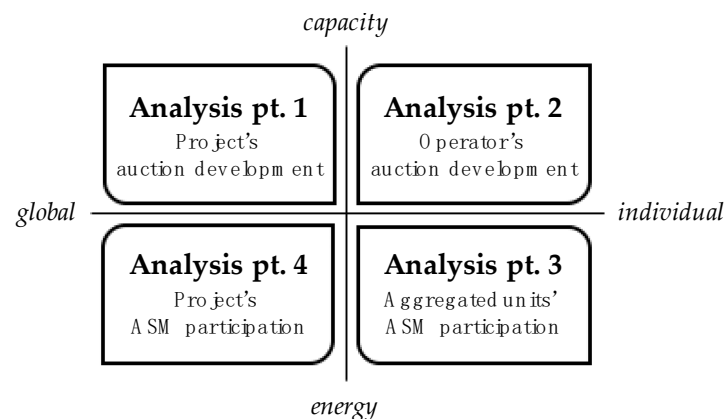 capacity
Analysis pt. 1
Project's
auction development
Analysis pt. 2
Operator's
auction development
global
individual
Analysis pt. 4
Project's
ASM participation
Analysis pt. 3
Aggregated units'
ASM participation
energy